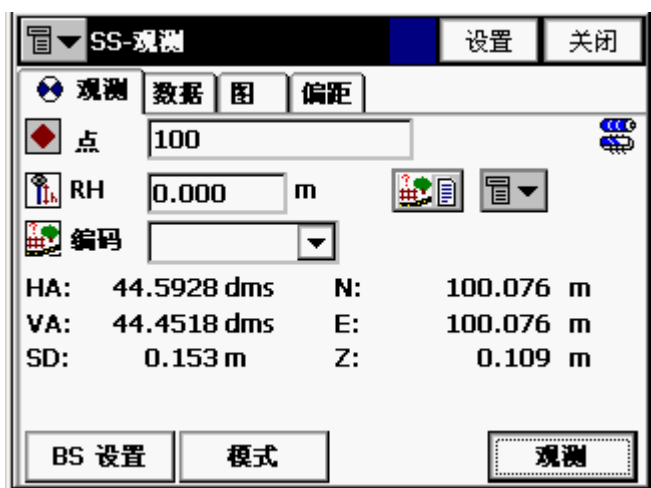 SS-观测 设置 关闭
观测 数据 图 偏距
点 100
RH 0.000 m
编码
HA: 44.5928 dms N: 100.076 m
VA: 44.4518 dms E: 100.076 m
SD: 0.153 m Z: 0.109 m
BS 设置 模式 观测